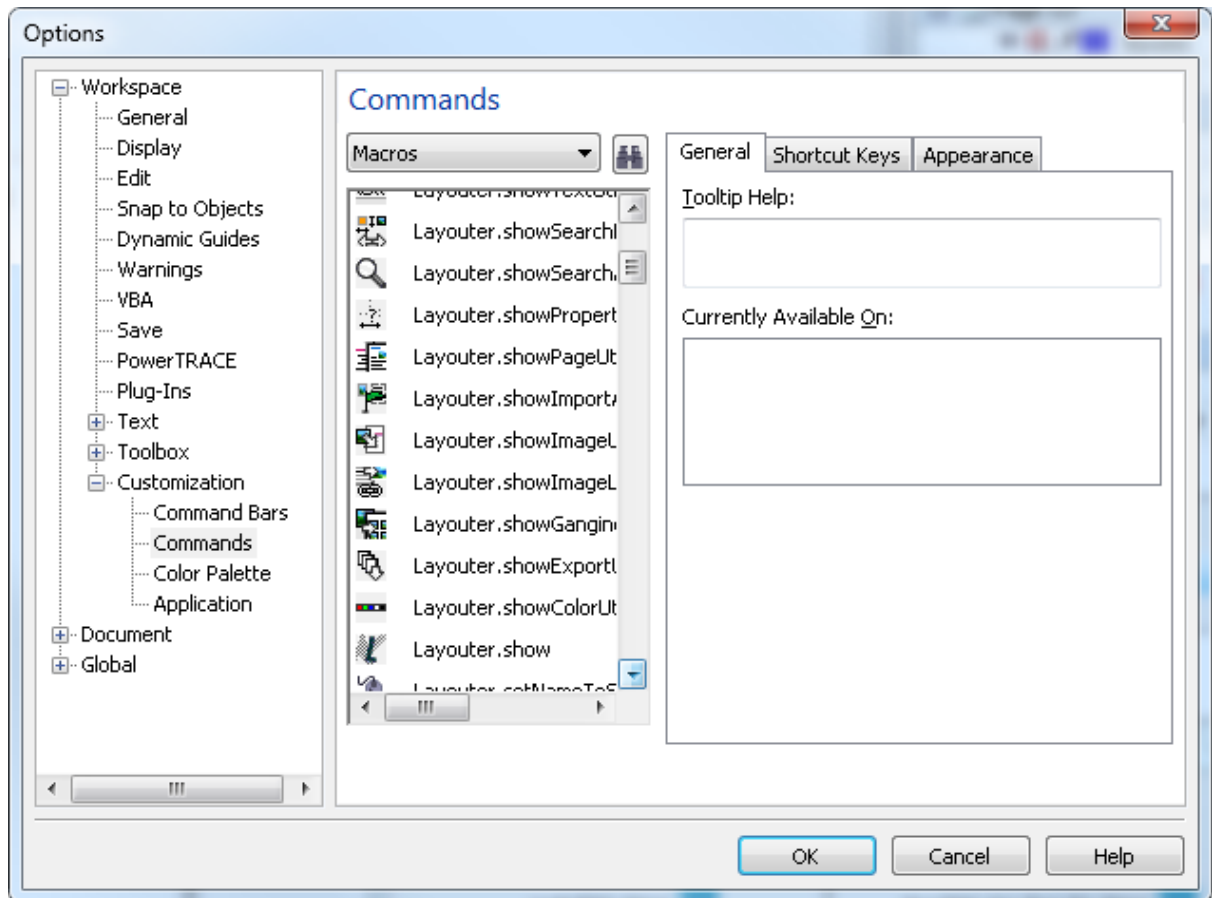 Options
Workspace
General
Display
Edit
Snap to Objects
Dynamic Guides
Warnings
VBA
Save
PowerTRACE
Plug-Ins
Text
Toolbox
Customization
Command Bars
Commands
Color Palette
Application
Document
Global
Commands
Macros
Layouter.showSearch
Layouter.showSearch
Layouter.showPropert
Layouter.showPageUt
Layouter.showImport
Layouter.showImageL
Layouter.showImageL
Layouter.showGangin
Layouter.showExport
Layouter.showColorUt
Layouter.show
General Shortcut Keys Appearance
Tooltip Help:
Currently Available On:
OK Cancel Help